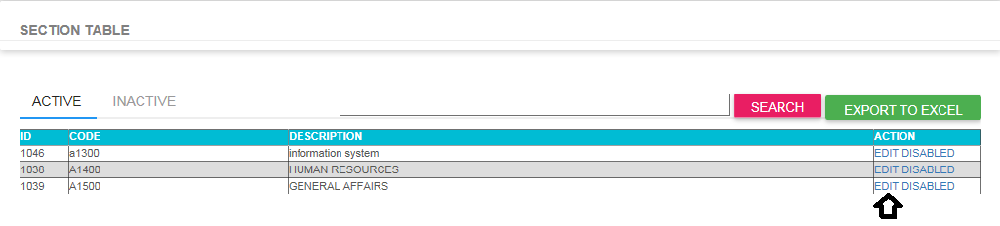 SECTION TABLE
ACTIVE INACTIVE SEARCH EXPORT TO EXCEL
ID CODE DESCRIPTION ACTION
1046 a1300 information system EDIT DISABLED
1038 A1400 HUMAN RESOURCES EDIT DISABLED
1039 A1500 GENERAL AFFAIRS EDIT DISABLED